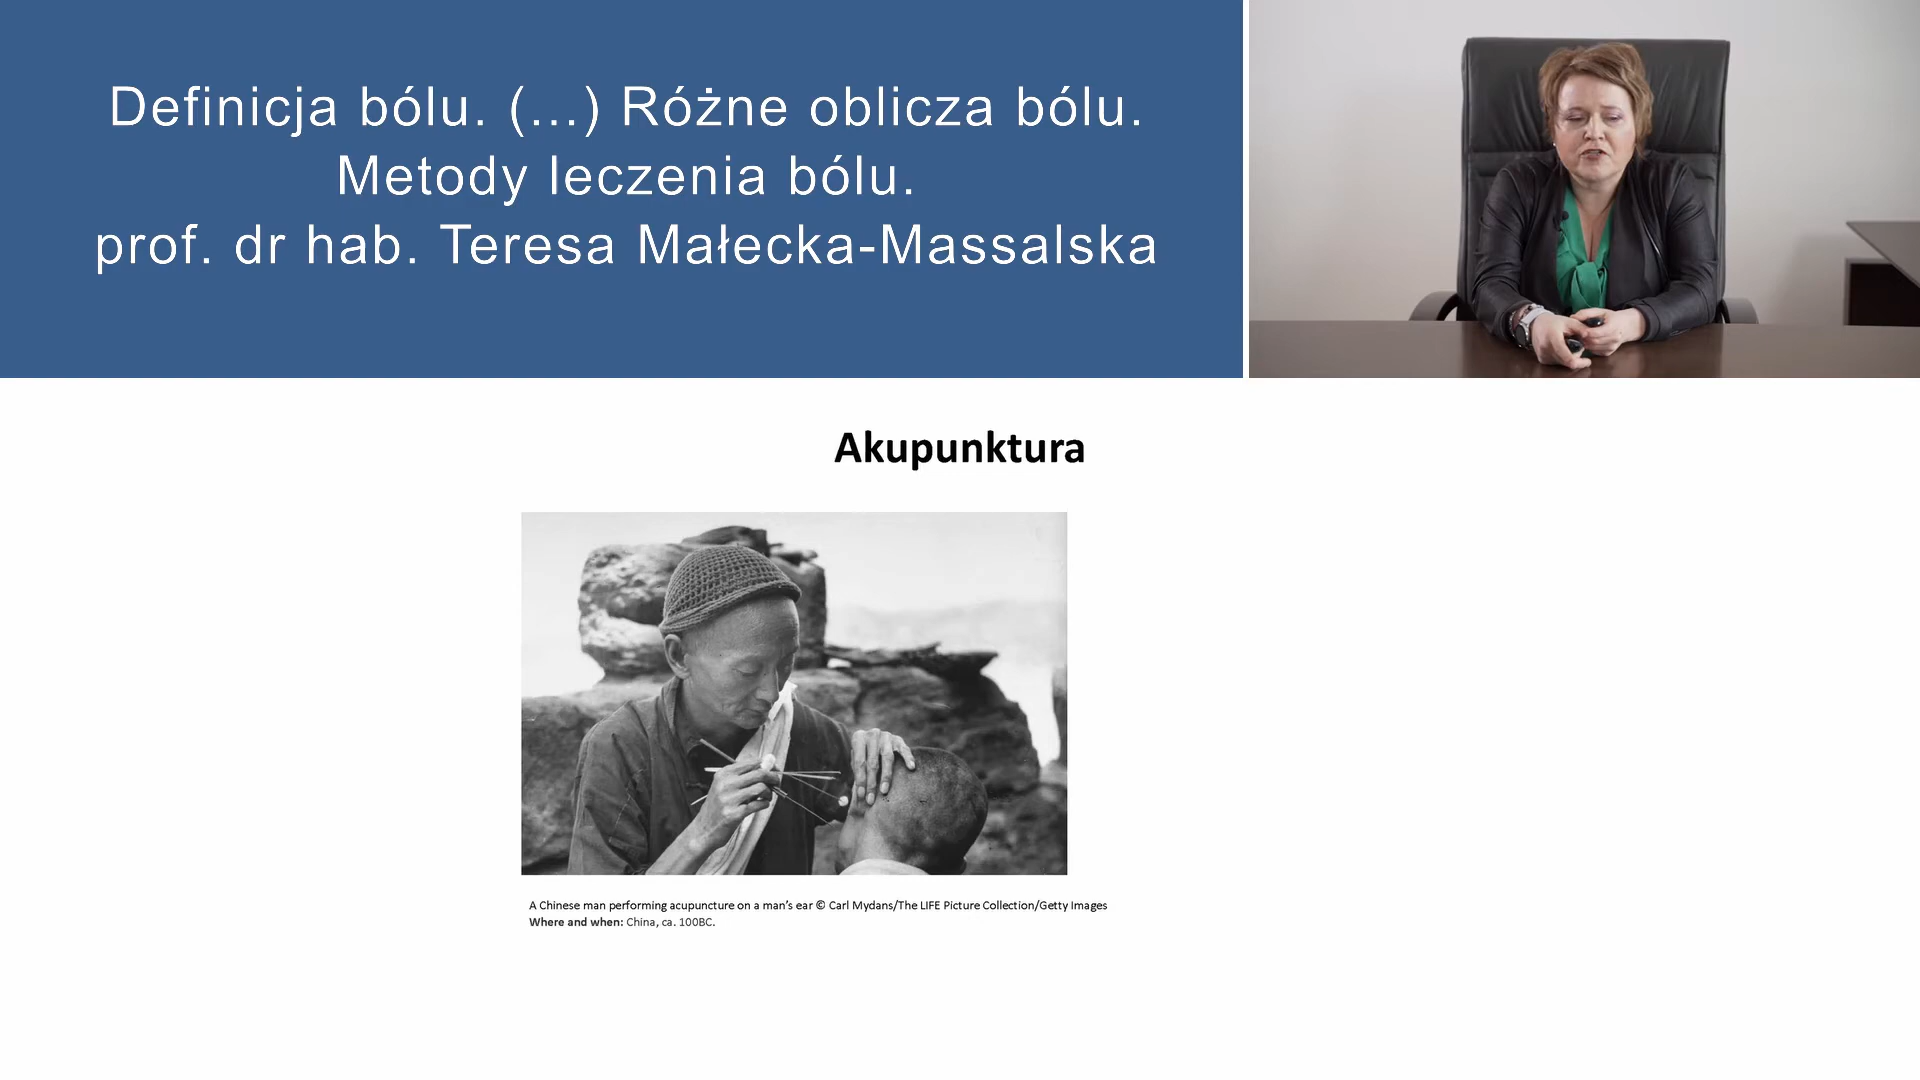 Definicja bólu. (...) Różne oblicza bólu.
Metody leczenia bólu.
prof. dr hab. Teresa Małecka-Massalska
Akupunktura
A Chinese man performing acupuncture on a man’s ear © Carl Mydans/The LIFE Picture Collection/Getty Images
Where and when: China, ca. 100BC.